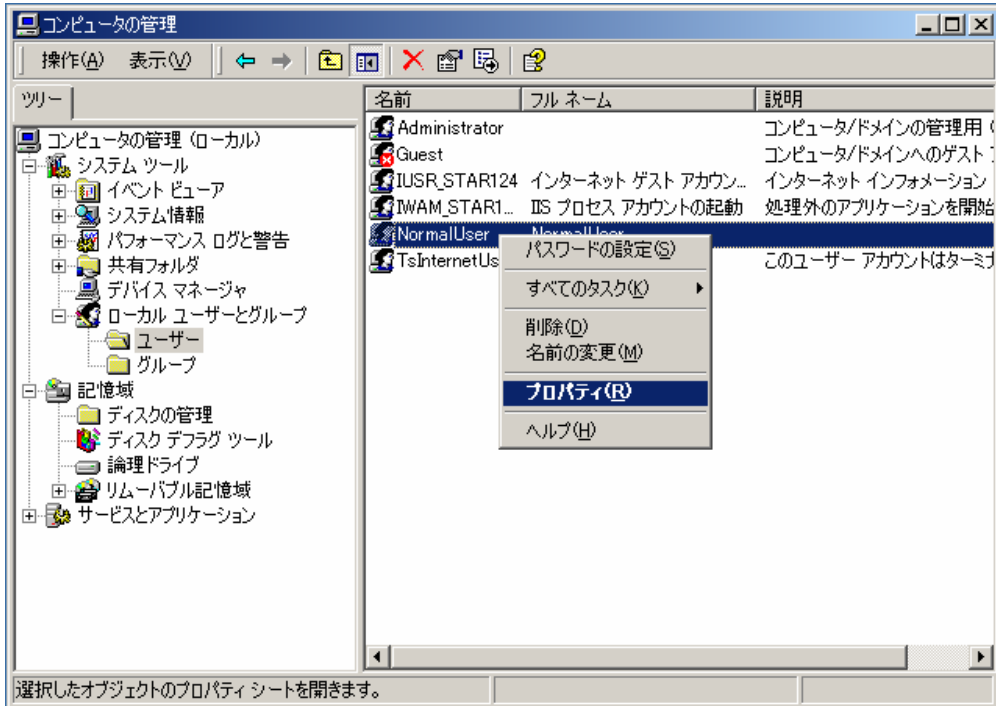 コンピュータの管理
操作(A) 表示(V)
ツリー
コンピュータの管理 (ローカル)
システム ツール
イベント ビューア
システム情報
パフォーマンス ログと警告
共有フォルダ
デバイス マネージャ
ローカル ユーザーとグループ
ユーザー
グループ
記憶域
ディスクの管理
ディスク デフラグ ツール
論理ドライブ
リムーバブル記憶域
サービスとアプリケーション
名前 フル ネーム 説明
Administrator コンピュータ/ドメインの管理用 (
Guest コンピュータ/ドメインへのゲスト
IUSR_STAR124 インターネット ゲスト アカウン... インターネット インフォメーション
IWAM_STAR1... IIS プロセス アカウントの起動 処理外のアプリケーションを開始
NormalUser NormalUser
TsInternetUs このユーザー アカウントはターミナ
パスワードの設定(S)
すべてのタスク(K)
削除(D)
名前の変更(M)
プロパティ(R)
ヘルプ(H)
選択したオブジェクトのプロパティ シートを開きます。